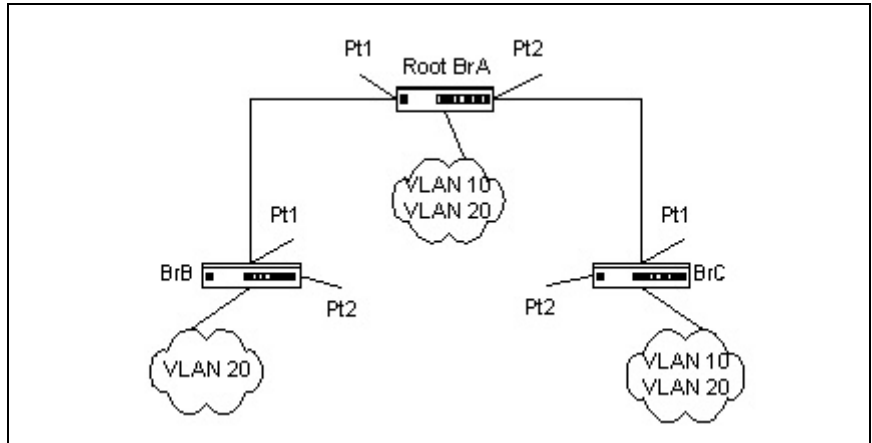 Pt1
Pt2
Root BrA
VLAN 10
VLAN 20
Pt1
Pt1
BrB
BrC
Pt2
Pt2
VLAN 20
VLAN 10
VLAN 20